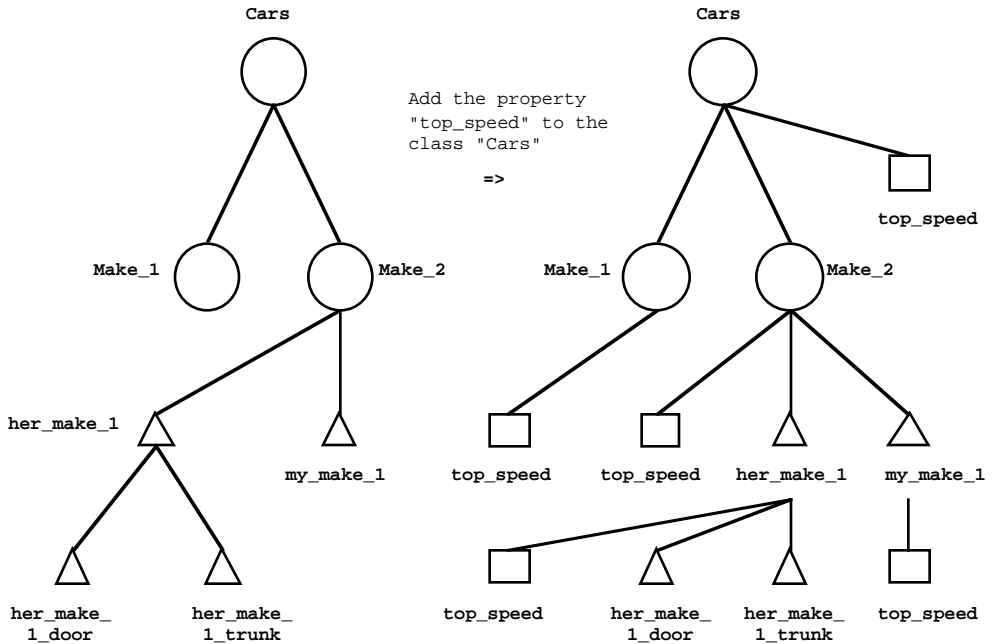 Cars
Make_1
Make_2
her_make_1
my_make_1
her_make_
1_door
her_make_
1_trunk
Add the property
"top_speed" to the
class "Cars"
=>
Cars
top_speed
Make_1
Make_2
top_speed
top_speed
her_make_1
my_make_1
top_speed
her_make_
1_door
her_make_
1_trunk
top_speed